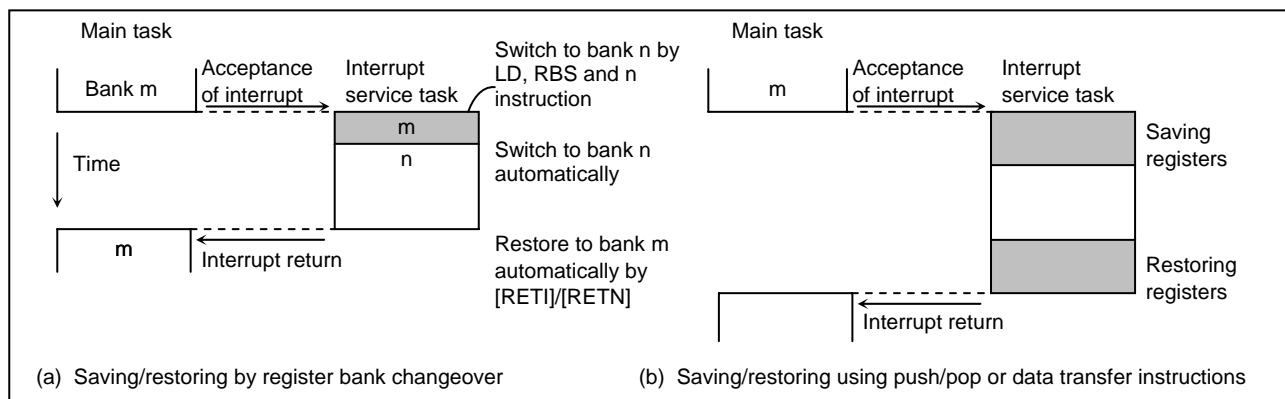 Main task
Bank m
Acceptance
of interrupt
Interrupt
service task
Switch to bank n by
LD, RBS and n
instruction
m
n
Switch to bank n
automatically
Time
m
Interrupt return
Restore to bank m
automatically by
[RETI]/[RETN]
(a) Saving/restoring by register bank changeover
Main task
m
Acceptance
of interrupt
Interrupt
service task
Saving
registers
Restoring
registers
Interrupt return
(b) Saving/restoring using push/pop or data transfer instructions